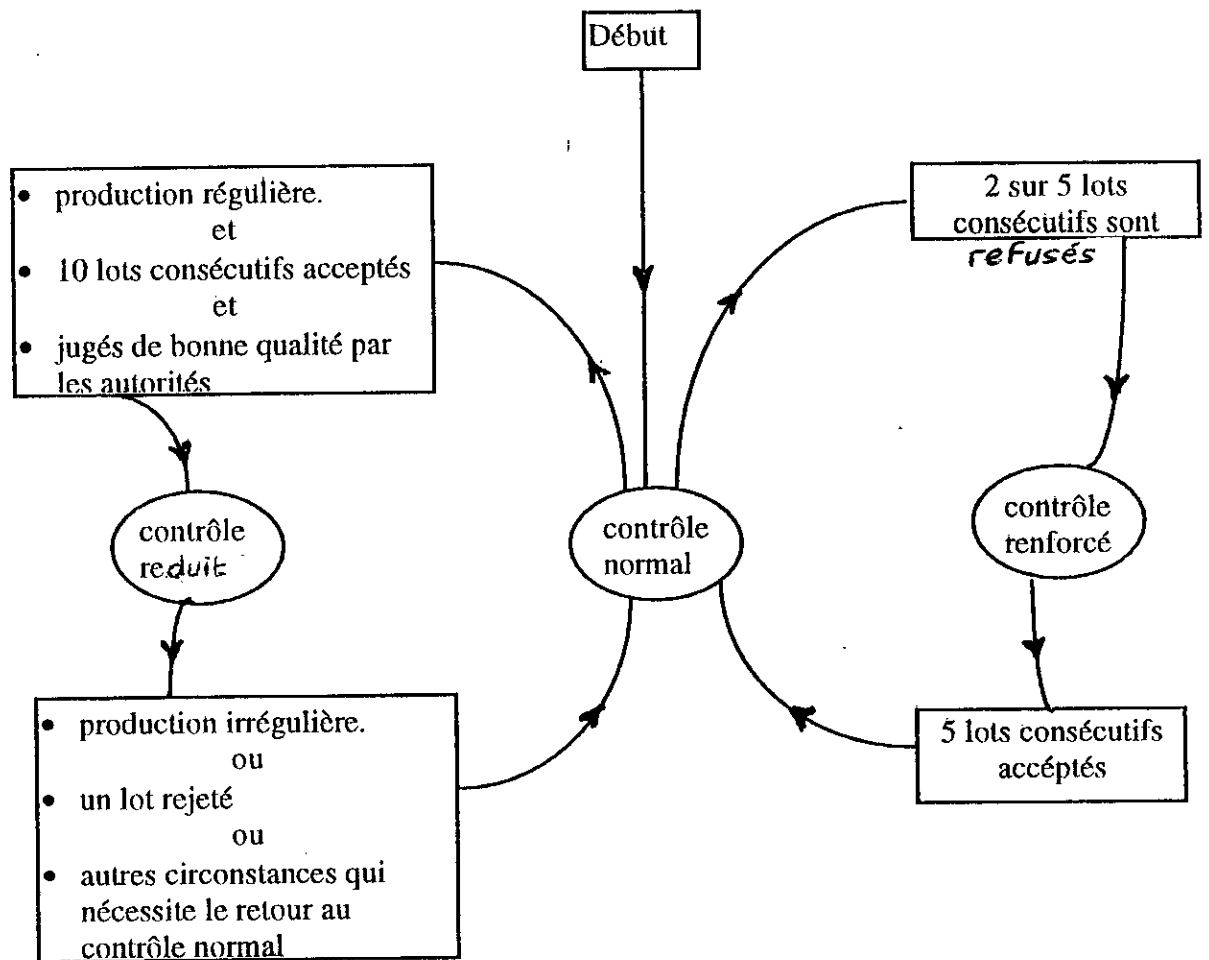 Début
• production régulière.
et
• 10 lots consécutifs acceptés
et
• jugés de bonne qualité par
les autorités
2 sur 5 lots
consécutifs sont
refusés
contrôle
reduit
contrôle
normal
contrôle
renforcé
• production irrégulière.
ou
• un lot rejeté
ou
• autres circonstances qui
nécessite le retour au
contrôle normal
5 lots consécutifs
accéptés